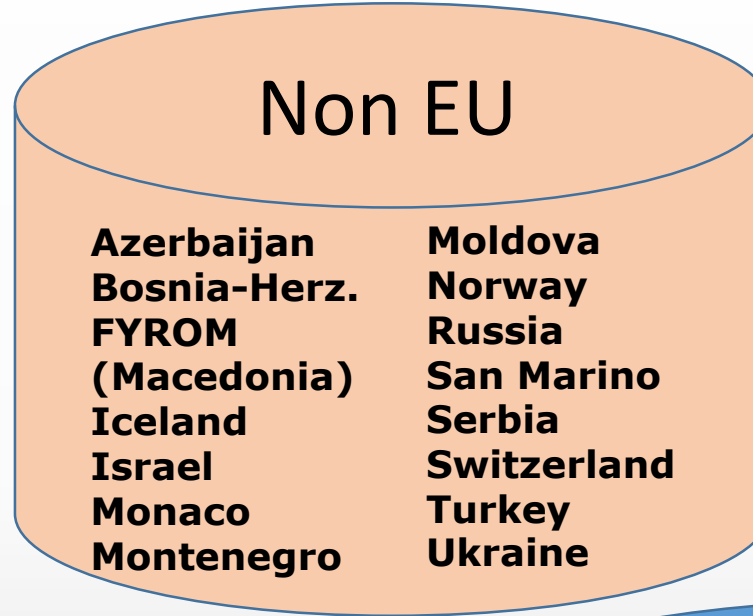 Non EU
Azerbaijan
Bosnia-Herz.
FYROM
(Macedonia)
Iceland
Israel
Monaco
Montenegro
Moldova
Norway
Russia
San Marino
Serbia
Switzerland
Turkey
Ukraine